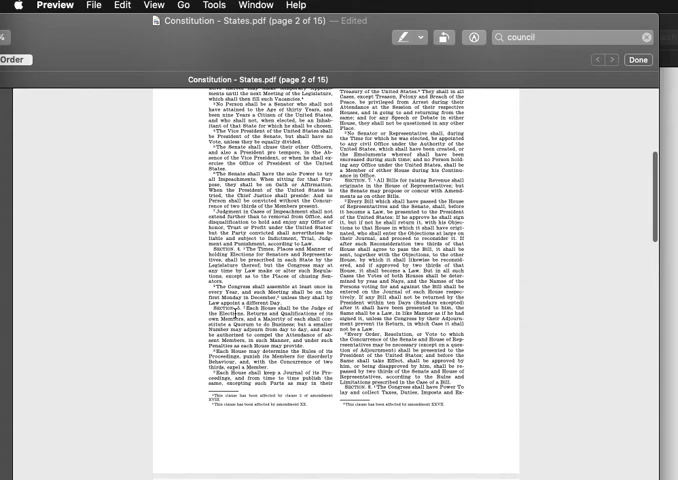 Preview File Edit View Go Tools Window Help
Constitution - States.pdf (page 2 of 15) — Edited
%
council
Order
Done
Constitution - States.pdf (page 2 of 15)
ments until the next Meeting of the Legislature,
which shall then fill such Vacancies.
No Person shall be a Senator who shall not
have attained to the Age of thirty Years, and
been nine Years a Citizen of the United States,
and who shall not, when elected, be an Inhab-
itant of that State for which he shall be chosen.
The Vice President of the United States shall
be President of the Senate, but shall have no
Vote, unless they be equally divided.
The Senate shall chuse their other Officers,
and also a President pro tempore, in the Ab-
sence of the Vice President, or when he shall ex-
ercise the Office of President of the United
States.
The Senate shall have the sole Power to try
all Impeachments. When sitting for that Pur-
pose, they shall be on Oath or Affirmation.
When the President of the United States is
tried, the Chief Justice shall preside: And no
Person shall be convicted without the Concur-
rence of two thirds of the Members present.
Judgment in Cases of Impeachment shall not
extend further than to removal from Office, and
disqualification to hold and enjoy any Office of
honor, Trust or Profit under the United States:
but the Party convicted shall nevertheless be
liable and subject to Indictment, Trial, Judg-
ment and Punishment, according to Law.
SECTION. 4. The Times, Places and Manner of
holding Elections for Senators and Representa-
tives, shall be prescribed in each State by the
Legislature thereof; but the Congress may at
any time by Law make or alter such Regula-
tions, except as to the Places of chusing Sen-
ators.
The Congress shall assemble at least once in
every Year, and such Meeting shall be on the
first Monday in December, unless they shall by
Law appoint a different Day.
SECTION. 5. Each House shall be the Judge of
the Elections, Returns and Qualifications of its
own Members, and a Majority of each shall con-
stitute a Quorum to do Business; but a smaller
Number may adjourn from day to day, and may
be authorized to compel the Attendance of ab-
sent Members, in such Manner, and under such
Penalties as each House may provide.
Each House may determine the Rules of its
Proceedings, punish its Members for disorderly
Behaviour, and, with the Concurrence of two
thirds, expel a Member.
Each House shall keep a Journal of its Pro-
ceedings, and from time to time publish the
same, excepting such Parts as may in their
This clause has been affected by clause 2 of amendment
XVIII.
This clause has been affected by amendment XX.
Treasury of the United States. They shall in all
Cases, except Treason, Felony and Breach of the
Peace, be privileged from Arrest during their
Attendance at the Session of their respective
Houses, and in going to and returning from the
same; and for any Speech or Debate in either
House, they shall not be questioned in any other
Place.
No Senator or Representative shall, during
the Time for which he was elected, be appointed
to any civil Office under the Authority of the
United States, which shall have been created, or
the Emoluments whereof shall have been
encreased during such time; and no Person hold-
ing any Office under the United States, shall be
a Member of either House during his Continu-
ance in Office.
SECTION. 7. All Bills for raising Revenue shall
originate in the House of Representatives; but
the Senate may propose or concur with Amend-
ments as on other Bills.
Every Bill which shall have passed the House
of Representatives and the Senate, shall, before
it become a Law, be presented to the President
of the United States; If he approve he shall sign
it, but if not he shall return it, with his Objec-
tions to that House in which it shall have origi-
nated, who shall enter the Objections at large on
their Journal, and proceed to reconsider it. If
after such Reconsideration two thirds of that
House shall agree to pass the Bill, it shall be
sent, together with the Objections, to the other
House, by which it shall likewise be reconsid-
ered, and if approved by two thirds of that
House, it shall become a Law. But in all such
Cases the Votes of both Houses shall be deter-
mined by yeas and Nays, and the Names of the
Persons voting for and against the Bill shall be
entered on the Journal of each House respec-
tively. If any Bill shall not be returned by the
President within ten Days (Sundays excepted)
after it shall have been presented to him, the
Same shall be a Law, in like Manner as if he had
signed it, unless the Congress by their Adjourn-
ment prevent its Return, in which Case it shall
not be a Law.
Every Order, Resolution, or Vote to which
the Concurrence of the Senate and House of Rep-
resentatives may be necessary (except on a ques-
tion of Adjournment) shall be presented to the
President of the United States; and before the
Same shall take Effect, shall be approved by
him, or being disapproved by him, shall be re-
passed by two thirds of the Senate and House of
Representatives, according to the Rules and
Limitations prescribed in the Case of a Bill.
SECTION. 8. The Congress shall have Power To
lay and collect Taxes, Duties, Imposts and Ex-
This clause has been affected by amendment XXVII.